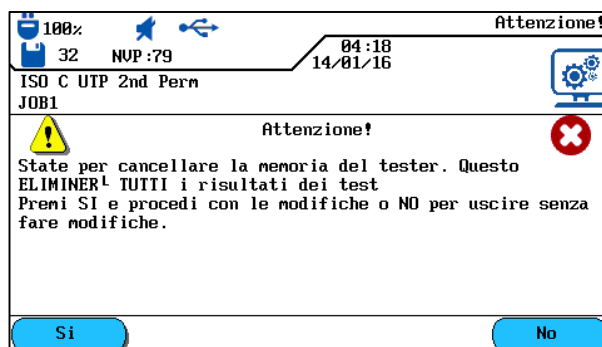 100% Attenzione!
32 NVP:79 04:18
14/01/16
ISO C UTP 2nd Perm
JOB1
Attenzione!
State per cancellare la memoria del tester. Questo
ELIMINER└ TUTTI i risultati dei test
Premi SI e procedi con le modifiche o NO per uscire senza
fare modifiche.
Si No